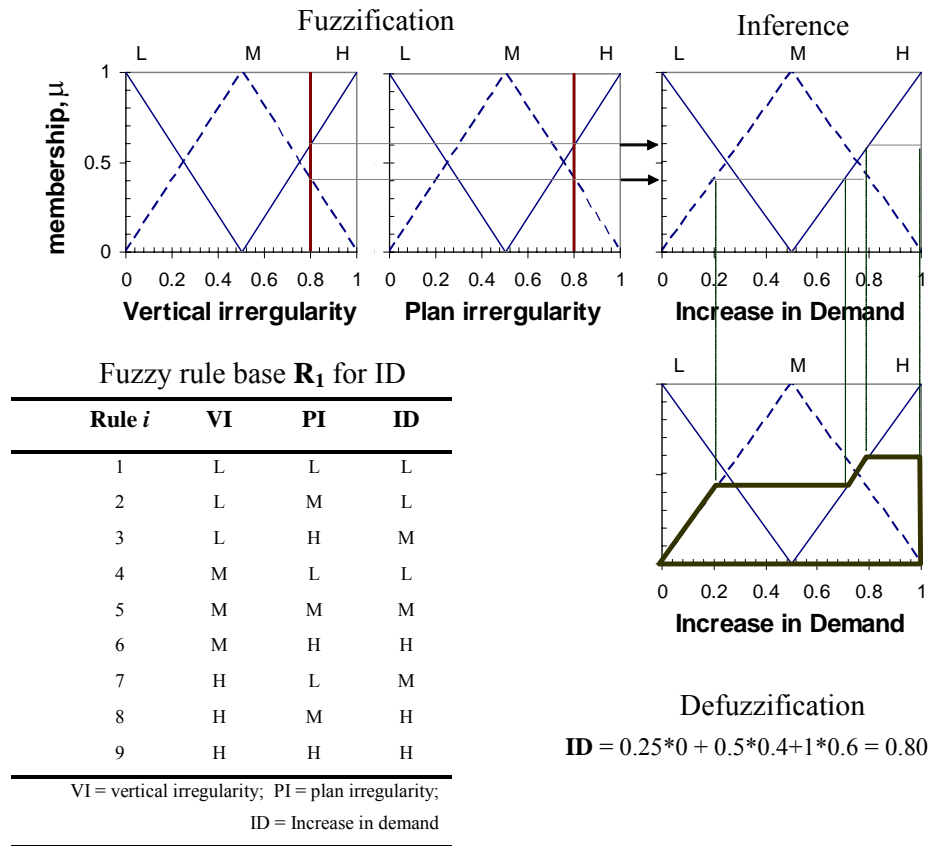 Fuzzification
Inference
L M H L M H L M H
1
0.5
0
membership, μ
0 0.2 0.4 0.6 0.8 1 0 0.2 0.4 0.6 0.8 1 0 0.2 0.4 0.6 0.8 1
Vertical irrergularity Plan irrergularity Increase in Demand
Fuzzy rule base R1 for ID
Rule i VI PI ID
1 L L L
2 L M L
3 L H M
4 M L L
5 M M M
6 M H H
7 H L M
8 H M H
9 H H H
VI = vertical irregularity; PI = plan irregularity;
ID = Increase in demand
L M H
0 0.2 0.4 0.6 0.8 1
Increase in Demand
Defuzzification
ID = 0.25*0 + 0.5*0.4+1*0.6 = 0.80